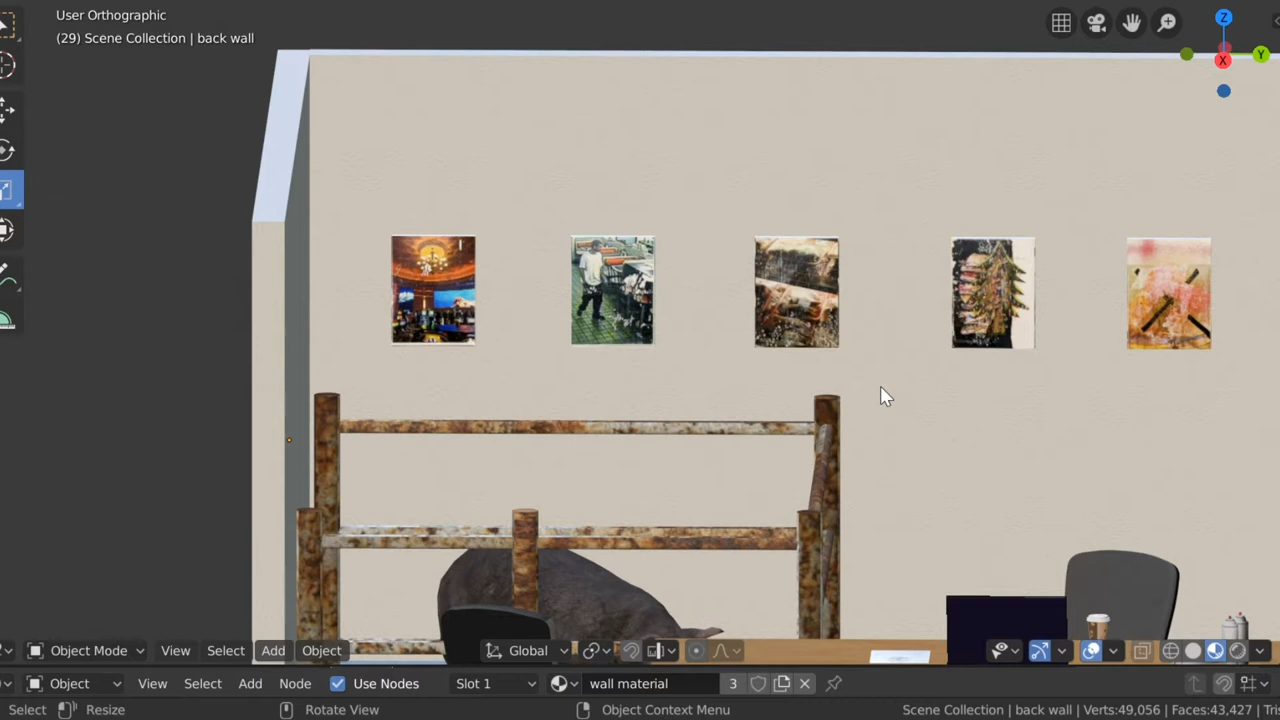 User Orthographic
(29) Scene Collection | back wall
Z
Y
X
Object Mode View Select Add Object Global
Object View Select Add Node Use Nodes Slot 1 wall material 3
Select Resize Rotate View Object Context Menu Scene Collection | back wall | Verts:49,056 | Faces:43,427 | Tris